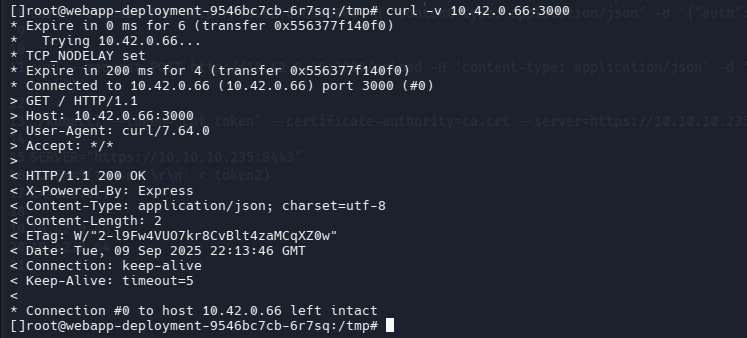 []root@webapp-deployment-9546bc7cb-6r7sq:/tmp# curl -v 10.42.0.66:3000
* Expire in 0 ms for 6 (transfer 0x556377f140f0)
*   Trying 10.42.0.66...
* TCP_NODELAY set
* Expire in 200 ms for 4 (transfer 0x556377f140f0)
* Connected to 10.42.0.66 (10.42.0.66) port 3000 (#0)
> GET / HTTP/1.1
> Host: 10.42.0.66:3000
> User-Agent: curl/7.64.0
> Accept: */*
>
< HTTP/1.1 200 OK
< X-Powered-By: Express
< Content-Type: application/json; charset=utf-8
< Content-Length: 2
< ETag: W/"2-l9Fw4VUO7kr8CvBlt4zaMCqXZ0w"
< Date: Tue, 09 Sep 2025 22:13:46 GMT
< Connection: keep-alive
< Keep-Alive: timeout=5
<
* Connection #0 to host 10.42.0.66 left intact
[]root@webapp-deployment-9546bc7cb-6r7sq:/tmp#